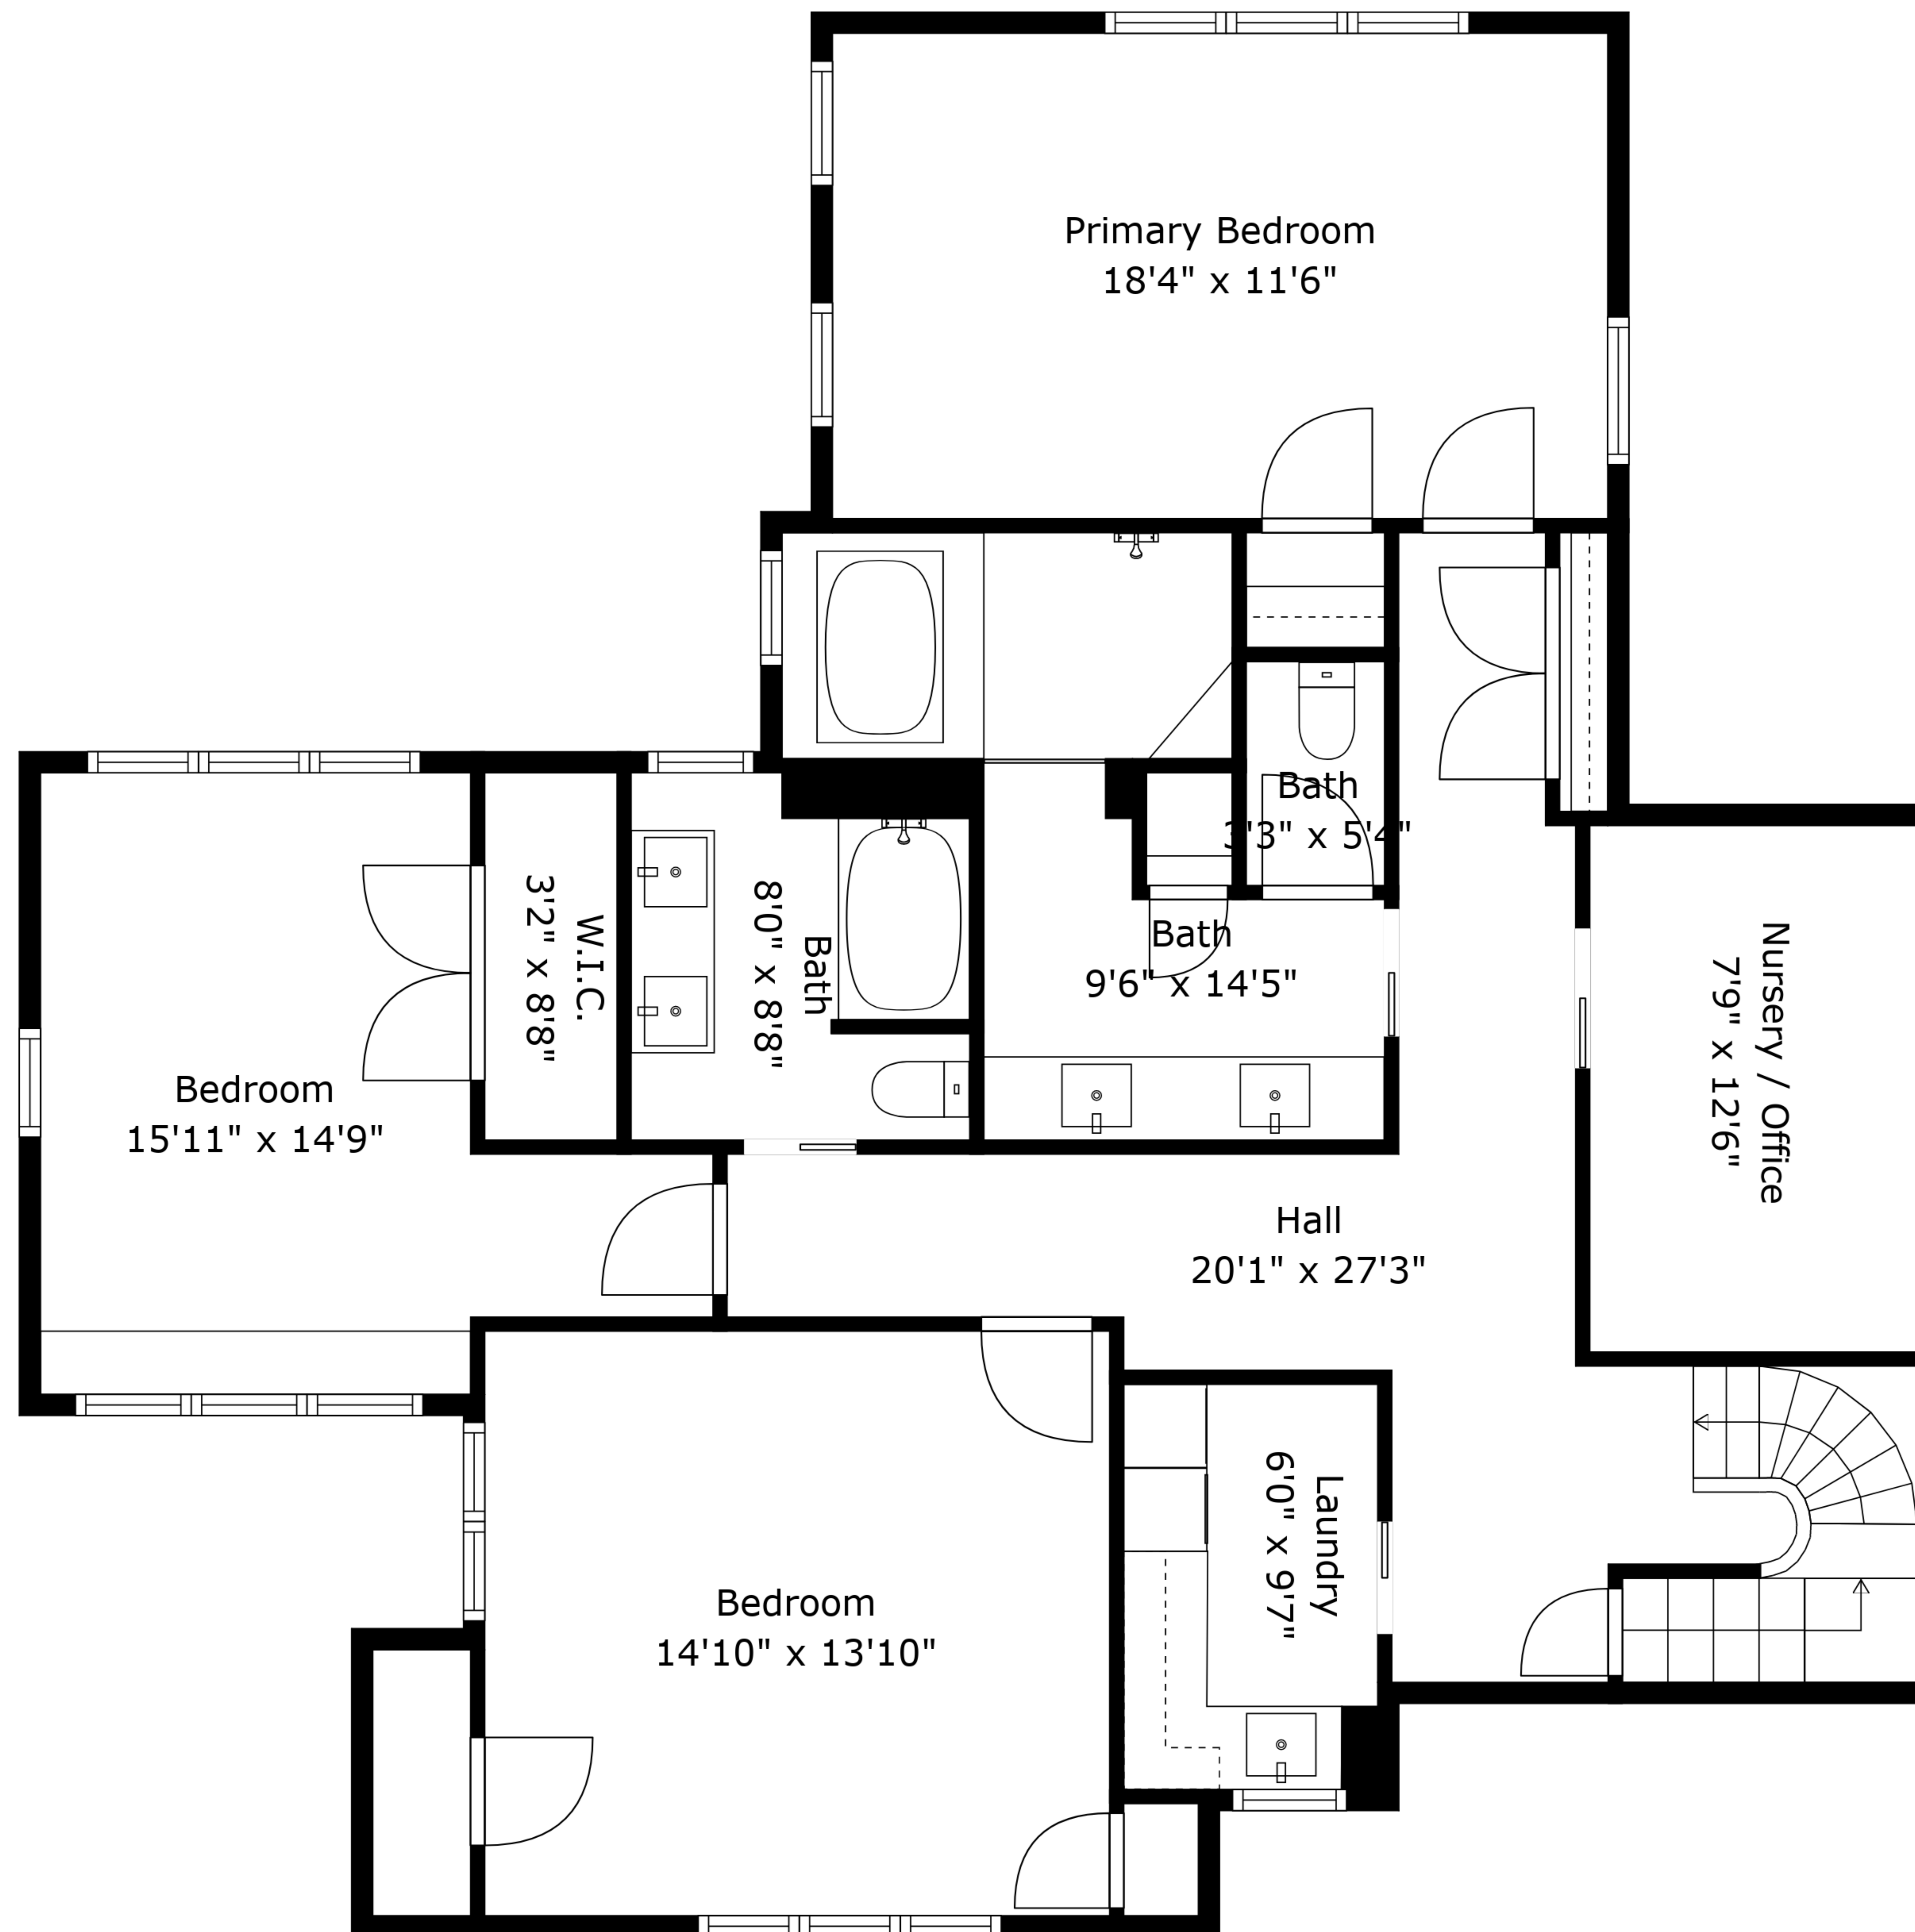 Primary Bedroom
18'4" x 11'6"
Bath
3'3" x 5'4"
Bath
9'6" x 14'5"
Bath
8'0" x 8'8"
W.I.C.
3'2" x 8'8"
Nursery / Office
7'9" x 12'6"
Bedroom
15'11" x 14'9"
Hall
20'1" x 27'3"
Laundry
6'0" x 9'7"
Bedroom
14'10" x 13'10"